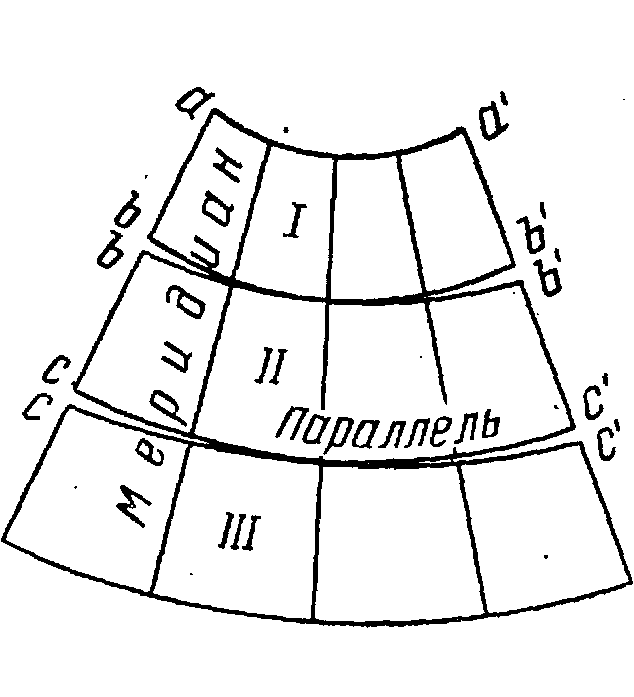 a a'
Меридиан
I
b b'
b b'
II
c c'
Параллель
c c'
III